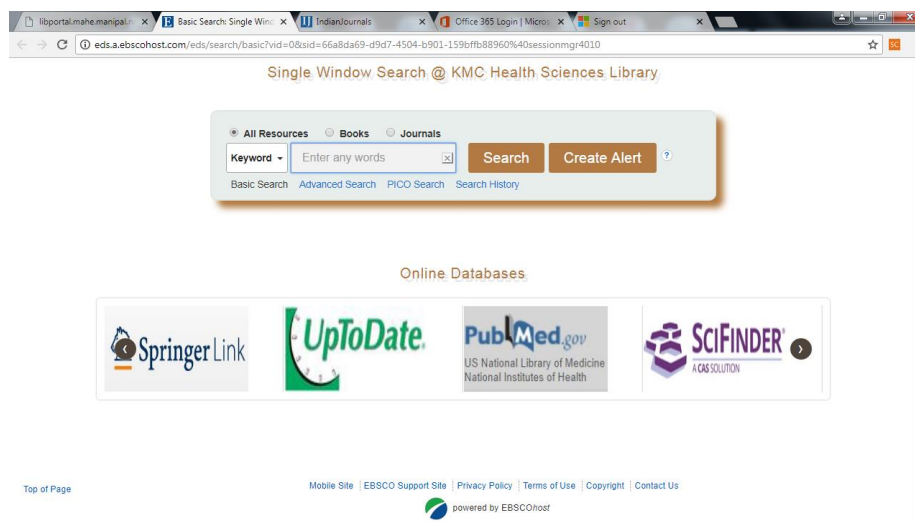 libportal.mahe.manipal.n
Basic Search: Single Wind
IndianJournals
Office 365 Login | Micros
Sign out
eds.a.ebscohost.com/eds/search/basic?vid=0&sid=66a8da69-d9d7-4504-b901-159bffb88960%40sessionmgr4010
SC
Single Window Search @ KMC Health Sciences Library
All Resources Books Journals
Keyword Enter any words x Search Create Alert ?
Basic Search Advanced Search PICO Search Search History
Online Databases
Springer Link
UpToDate.
PubMed.gov
US National Library of Medicine
National Institutes of Health
SCIFINDER®
A CAS SOLUTION
Top of Page
Mobile Site EBSCO Support Site Privacy Policy Terms of Use Copyright Contact Us
powered by EBSCOhost